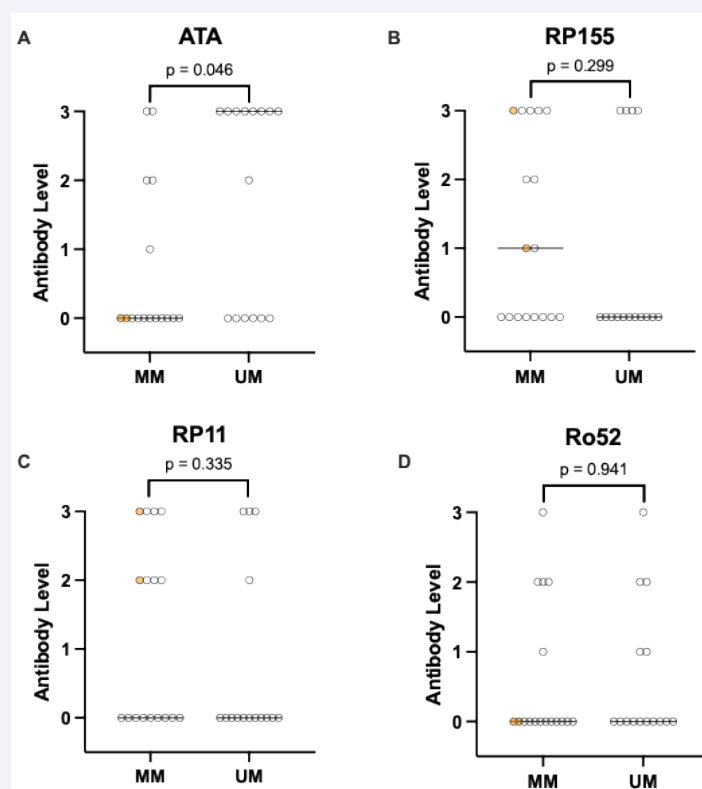 A
ATA
p = 0.046
Antibody Level
3
2
1
0
MM
UM
B
RP155
p = 0.299
Antibody Level
3
2
1
0
MM
UM
C
RP11
p = 0.335
Antibody Level
3
2
1
0
MM
UM
D
Ro52
p = 0.941
Antibody Level
3
2
1
0
MM
UM